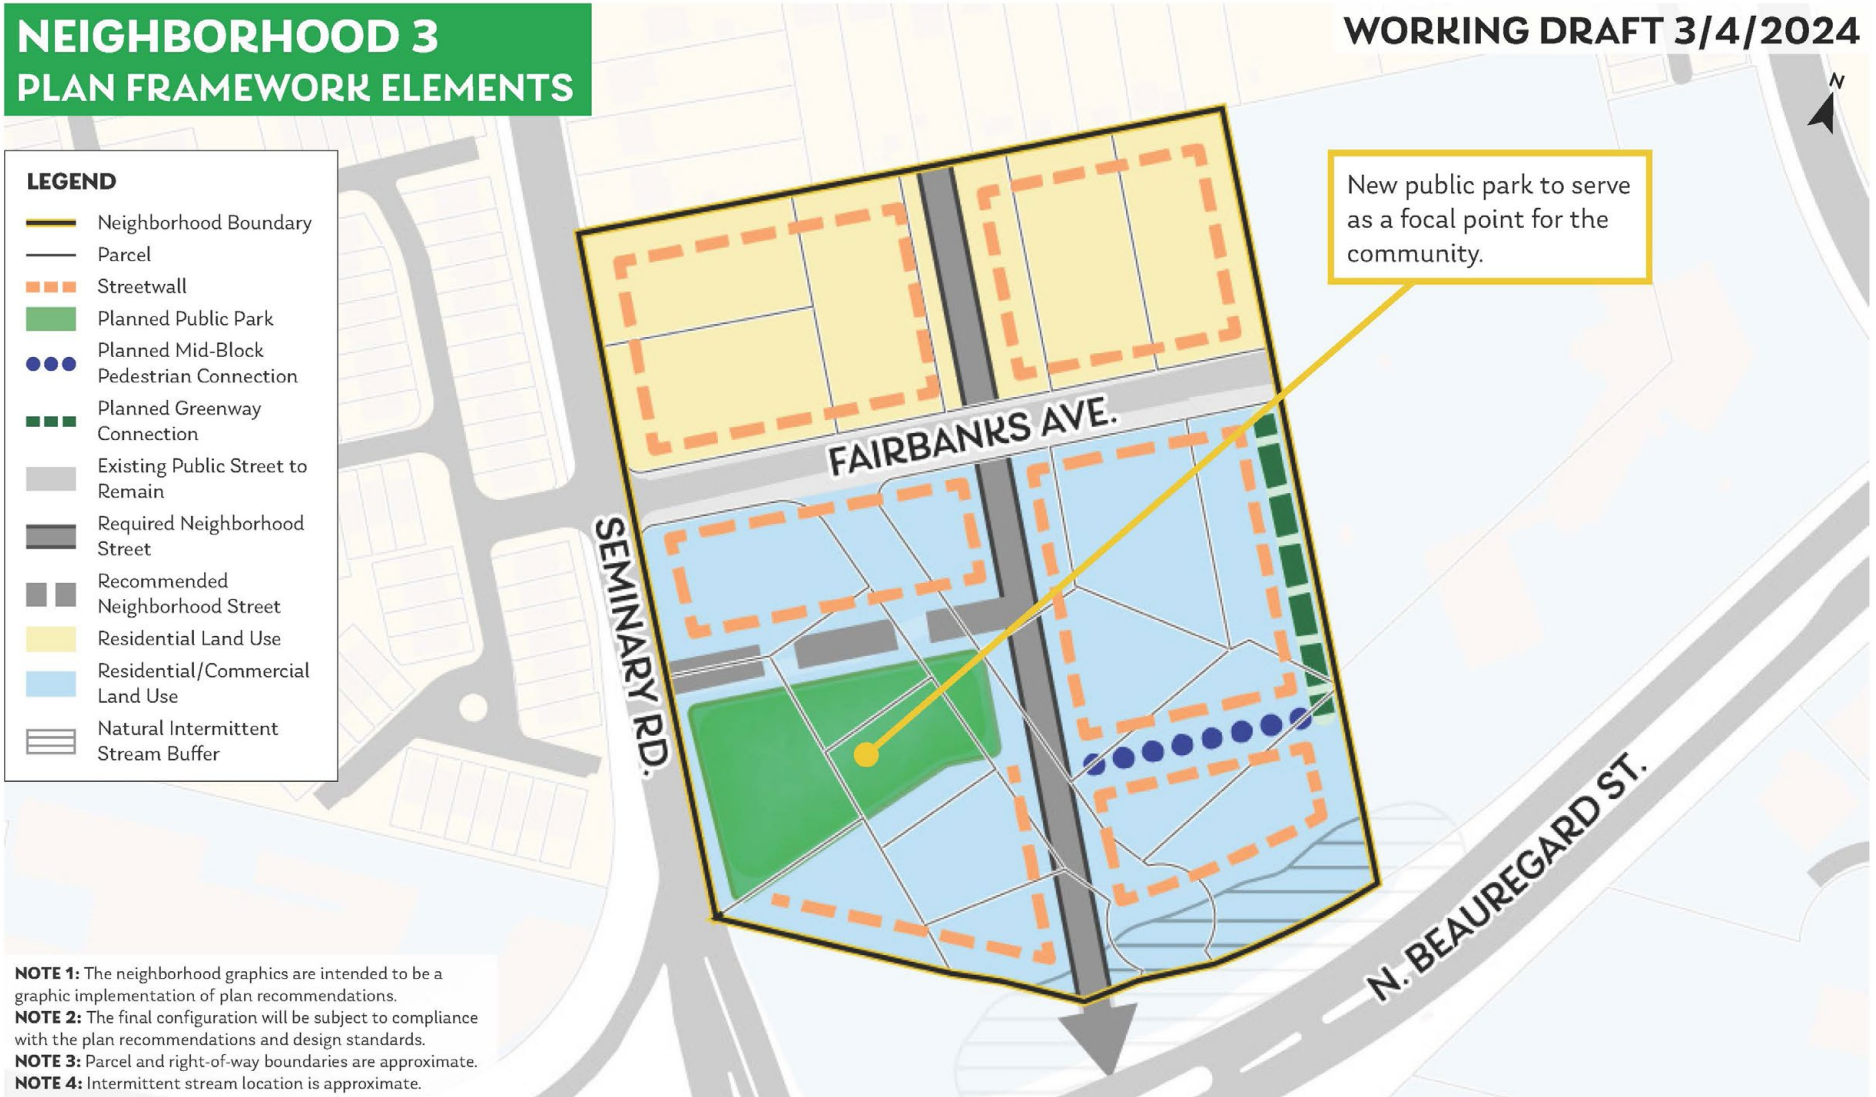 NEIGHBORHOOD 3
PLAN FRAMEWORK ELEMENTS
WORKING DRAFT 3/4/2024
N
LEGEND
Neighborhood Boundary
Parcel
Streetwall
Planned Public Park
Planned Mid-Block
Pedestrian Connection
Planned Greenway
Connection
Existing Public Street to
Remain
Required Neighborhood
Street
Recommended
Neighborhood Street
Residential Land Use
Residential/Commercial
Land Use
Natural Intermittent
Stream Buffer
New public park to serve
as a focal point for the
community.
FAIRBANKS AVE.
SEMINARY RD.
N. BEAUREGARD ST.
NOTE 1: The neighborhood graphics are intended to be a
graphic implementation of plan recommendations.
NOTE 2: The final configuration will be subject to compliance
with the plan recommendations and design standards.
NOTE 3: Parcel and right-of-way boundaries are approximate.
NOTE 4: Intermittent stream location is approximate.